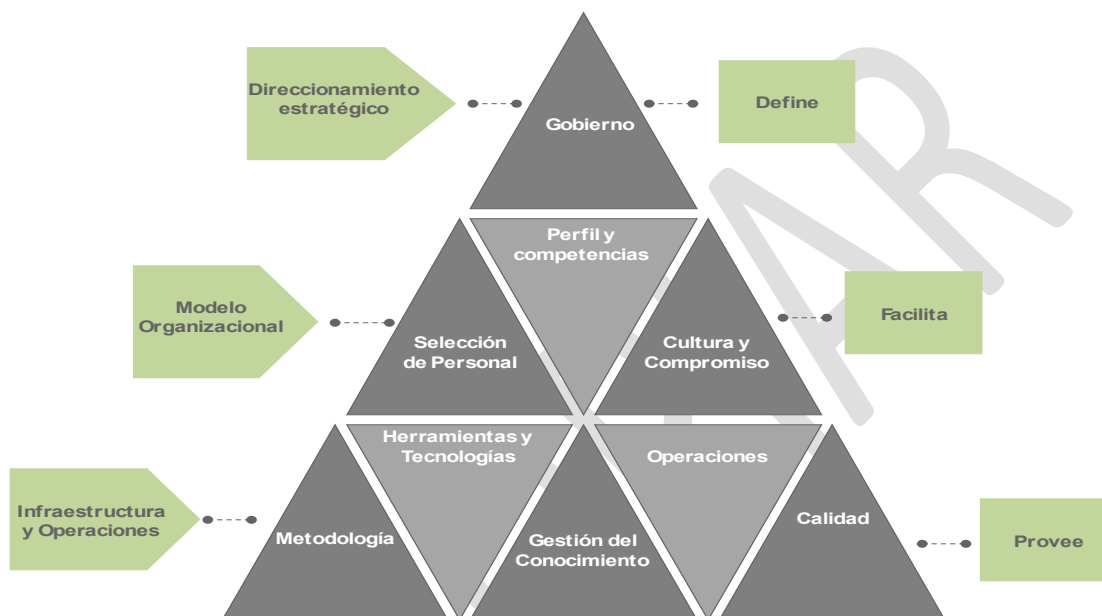 Direccionamiento
estratégico
Gobierno
Define
Perfil y
competencias
Modelo
Organizacional
Selección
de Personal
Cultura y
Compromiso
Facilita
Herramientas y
Tecnologías
Operaciones
Infraestructura
y Operaciones
Metodología
Gestión del
Conocimiento
Calidad
Provee